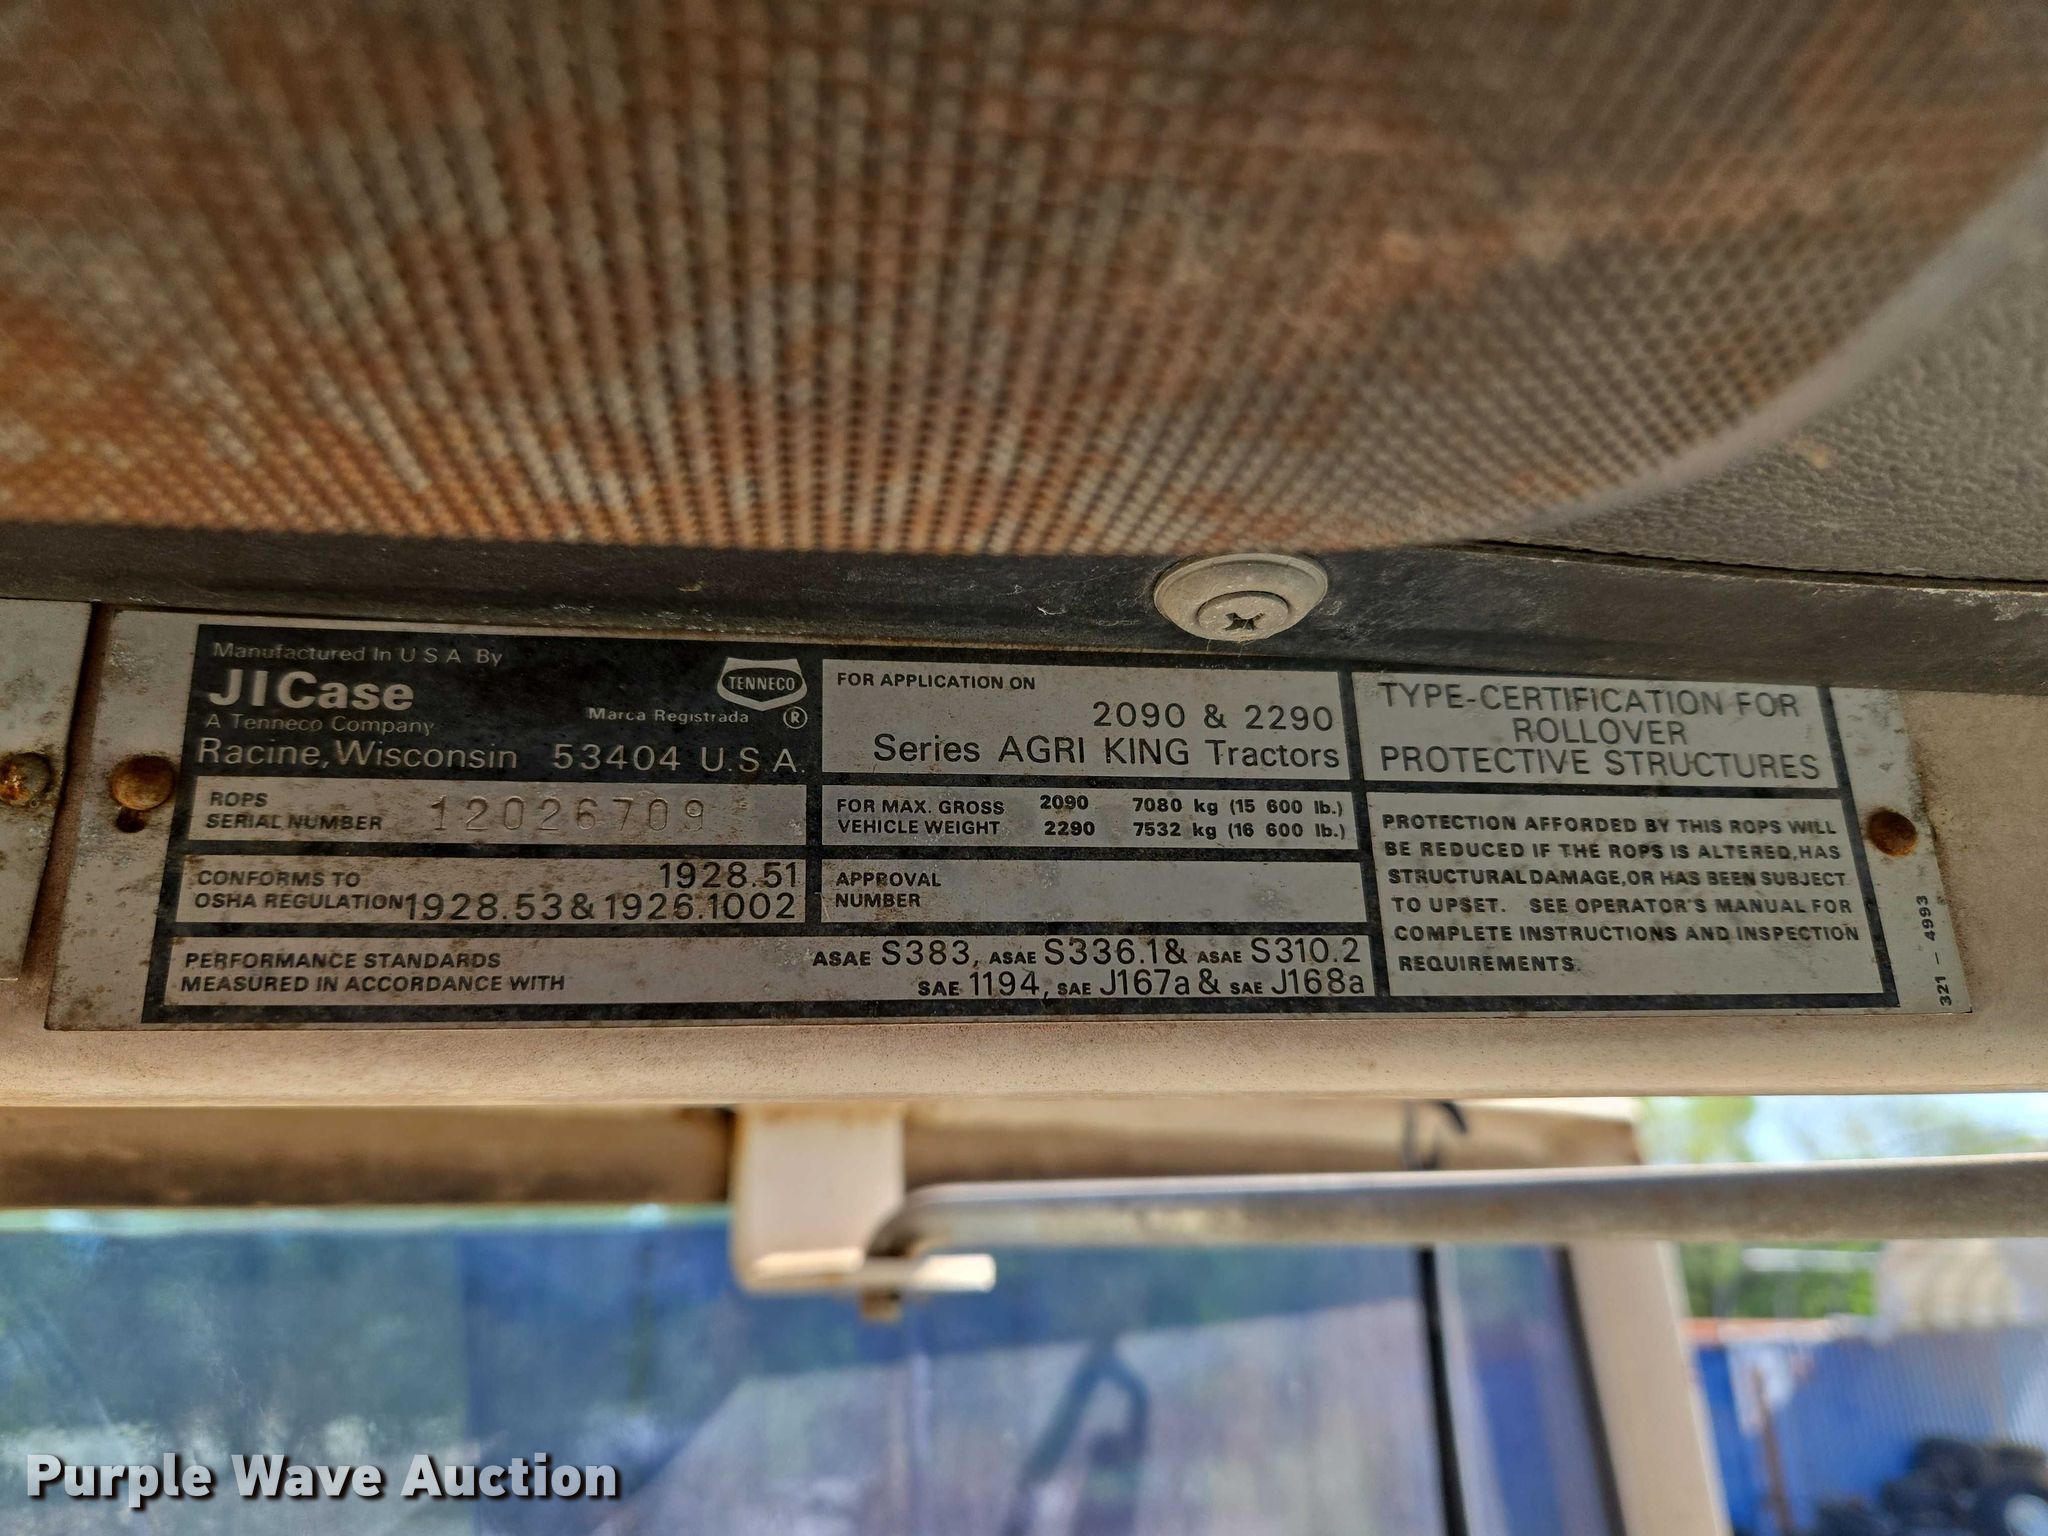 Manufactured In U S A By
JICase
A Tenneco Company
TENNECO
Marca Registrada ®
Racine, Wisconsin 53404 U.S A.
ROPS
SERIAL NUMBER 12026709
CONFORMS TO 1928.51
OSHA REGULATION 1928.53 & 1926.1002
PERFORMANCE STANDARDS
MEASURED IN ACCORDANCE WITH
ASAE S383, ASAE S336.1 & ASAE S310.2
SAE 1194, SAE J167a & SAE J168a
FOR APPLICATION ON
2090 & 2290
Series AGRI KING Tractors
FOR MAX. GROSS 2090 7080 kg (15 600 lb.)
VEHICLE WEIGHT 2290 7532 kg (16 600 lb.)
APPROVAL
NUMBER
TYPE-CERTIFICATION FOR
ROLLOVER
PROTECTIVE STRUCTURES
PROTECTION AFFORDED BY THIS ROPS WILL
BE REDUCED IF THE ROPS IS ALTERED, HAS
STRUCTURAL DAMAGE, OR HAS BEEN SUBJECT
TO UPSET. SEE OPERATOR'S MANUAL FOR
COMPLETE INSTRUCTIONS AND INSPECTION
REQUIREMENTS.
321 - 4993
Purple Wave Auction